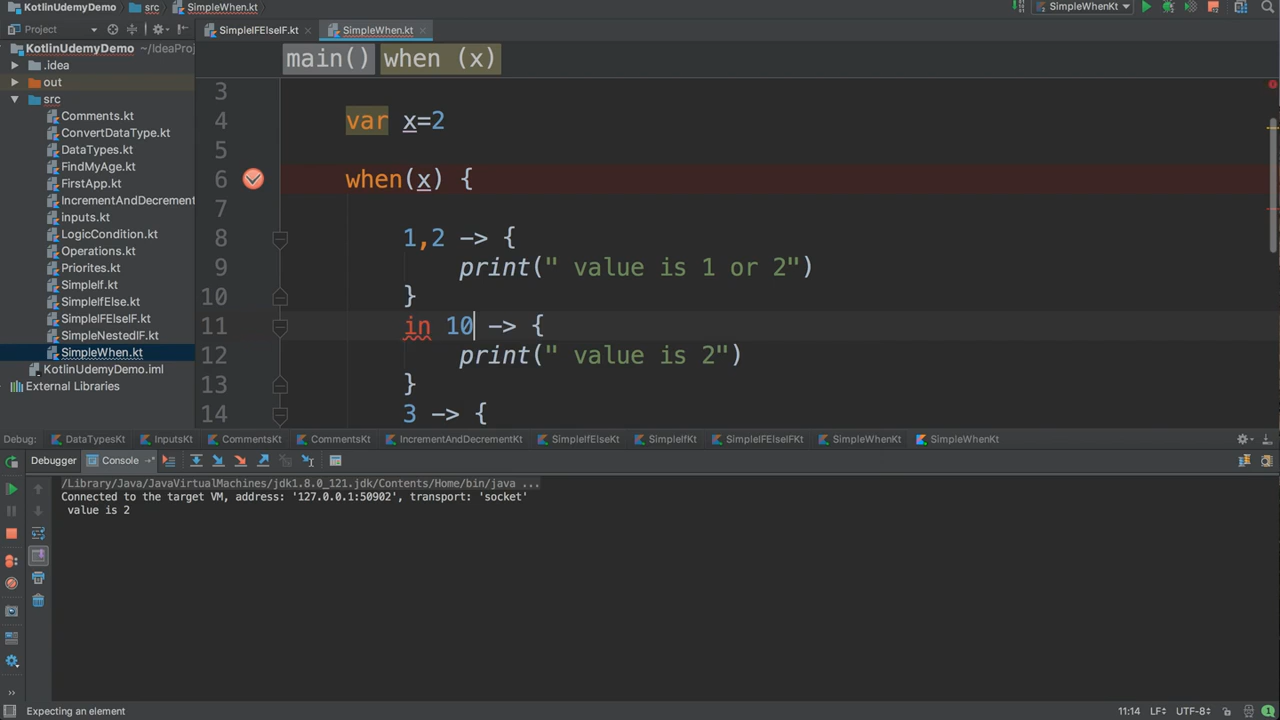 KotlinUdemyDemo src SimpleWhen.kt SimpleWhenKt
Project SimpleIFElseIF.kt SimpleWhen.kt
KotlinUdemyDemo ~/IdeaProj
.idea
out
src
Comments.kt
ConvertDataType.kt
DataTypes.kt
FindMyAge.kt
FirstApp.kt
IncrementAndDecrement
inputs.kt
LogicCondition.kt
Operations.kt
Priorites.kt
SimpleIf.kt
SimpleIfElse.kt
SimpleIFElseIF.kt
SimpleNestedIF.kt
SimpleWhen.kt
KotlinUdemyDemo.iml
External Libraries
main() when (x)
3
4 var x=2
5
6 when(x) {
7
8 1,2 -> {
9 print(" value is 1 or 2")
10 }
11 in 10 -> {
12 print(" value is 2")
13 }
14 3 -> {
Debug: DataTypesKt InputsKt CommentsKt CommentsKt IncrementAndDecrementKt SimpleIfElseKt SimpleIfKt SimpleIFElseIFKt SimpleWhenKt SimpleWhenKt
Debugger Console
/Library/Java/JavaVirtualMachines/jdk1.8.0_121.jdk/Contents/Home/bin/java ...
Connected to the target VM, address: '127.0.0.1:50902', transport: 'socket'
value is 2
Expecting an element 11:14 LF÷ UTF-8÷ 1